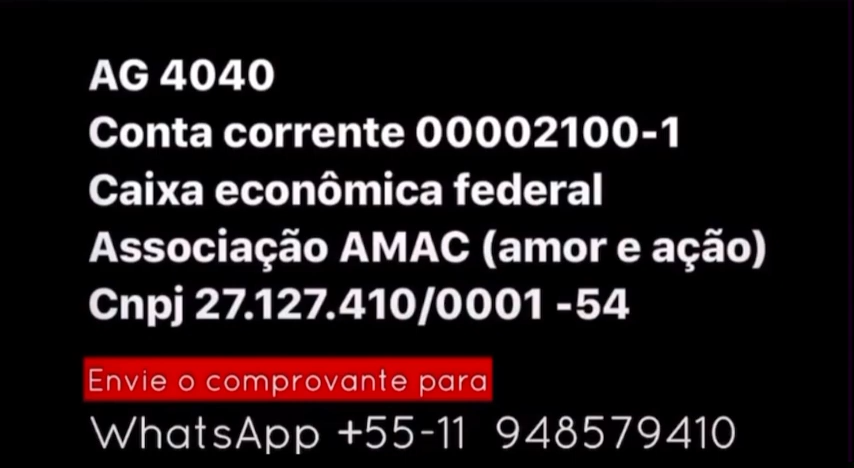 AG 4040
Conta corrente 00002100-1
Caixa econômica federal
Associação AMAC (amor e ação)
Cnpj 27.127.410/0001 -54
Envie o comprovante para
WhatsApp +55-11 948579410